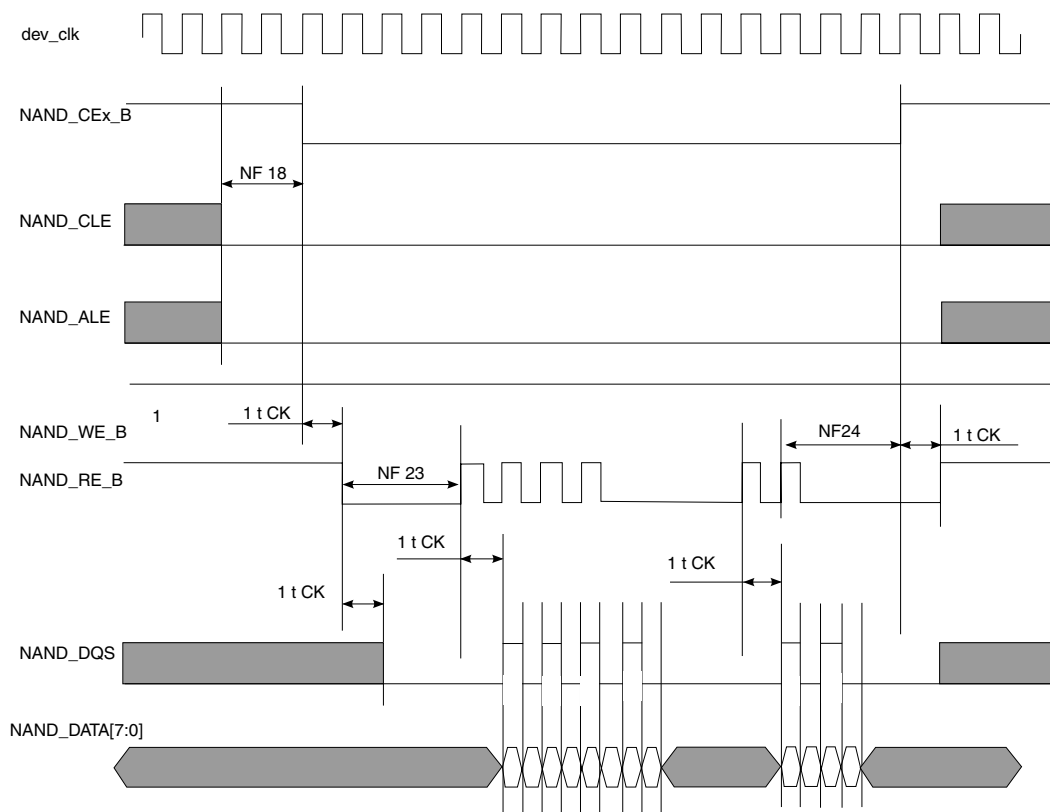 dev_clk
NAND_CEx_B
NF 18
NAND_CLE
NAND_ALE
1
1 t CK
NAND_WE_B
NF24
1 t CK
NAND_RE_B
NF 23
1 t CK
1 t CK
1 t CK
NAND_DQS
NAND_DATA[7:0]